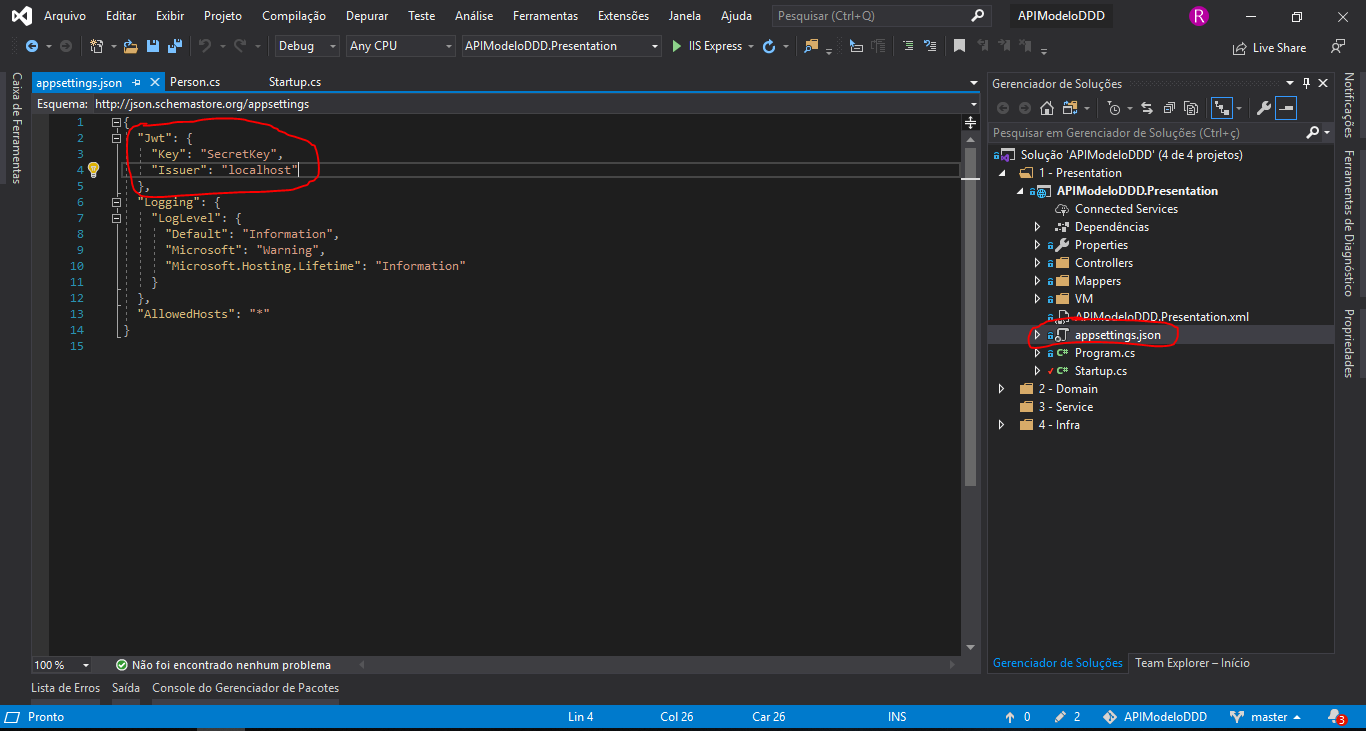 Arquivo Editar Exibir Projeto Compilação Depurar Teste Análise Ferramentas Extensões Janela Ajuda Pesquisar (Ctrl+Q) APIModeloDDD R
Debug Any CPU APIModeloDDD.Presentation IIS Express Live Share
Caixa de Ferramentas
appsettings.json Person.cs Startup.cs
Esquema: http://json.schemastore.org/appsettings
1 {
2 "Jwt": {
3 "Key": "SecretKey",
4 "Issuer": "localhost"
5 },
6 "Logging": {
7 "LogLevel": {
8 "Default": "Information",
9 "Microsoft": "Warning",
10 "Microsoft.Hosting.Lifetime": "Information"
11 }
12 },
13 "AllowedHosts": "*"
14 }
15
100 % Não foi encontrado nenhum problema
Gerenciador de Soluções
Pesquisar em Gerenciador de Soluções (Ctrl+ç)
Solução 'APIModeloDDD' (4 de 4 projetos)
1 - Presentation
APIModeloDDD.Presentation
Connected Services
Dependências
Properties
Controllers
Mappers
VM
APIModeloDDD.Presentation.xml
appsettings.json
C# Program.cs
C# Startup.cs
2 - Domain
3 - Service
4 - Infra
Gerenciador de Soluções Team Explorer – Início
Notificações
Ferramentas de Diagnóstico
Propriedades
Lista de Erros Saída Console do Gerenciador de Pacotes
Pronto Lin 4 Col 26 Car 26 INS 0 2 APIModeloDDD master 3